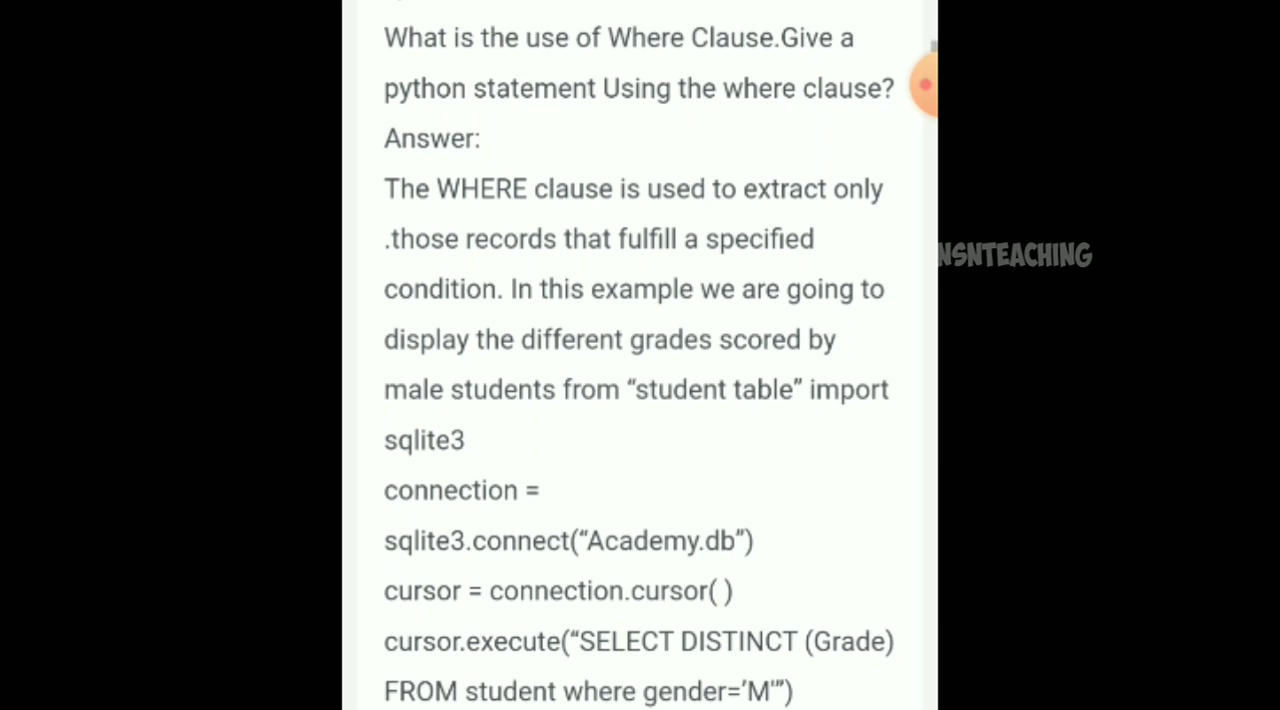 What is the use of Where Clause.Give a
python statement Using the where clause?
Answer:
The WHERE clause is used to extract only
.those records that fulfill a specified
condition. In this example we are going to
display the different grades scored by
male students from “student table” import
sqlite3
connection =
sqlite3.connect(“Academy.db”)
cursor = connection.cursor( )
cursor.execute(“SELECT DISTINCT (Grade)
FROM student where gender=’M'”)
NSNTEACHING